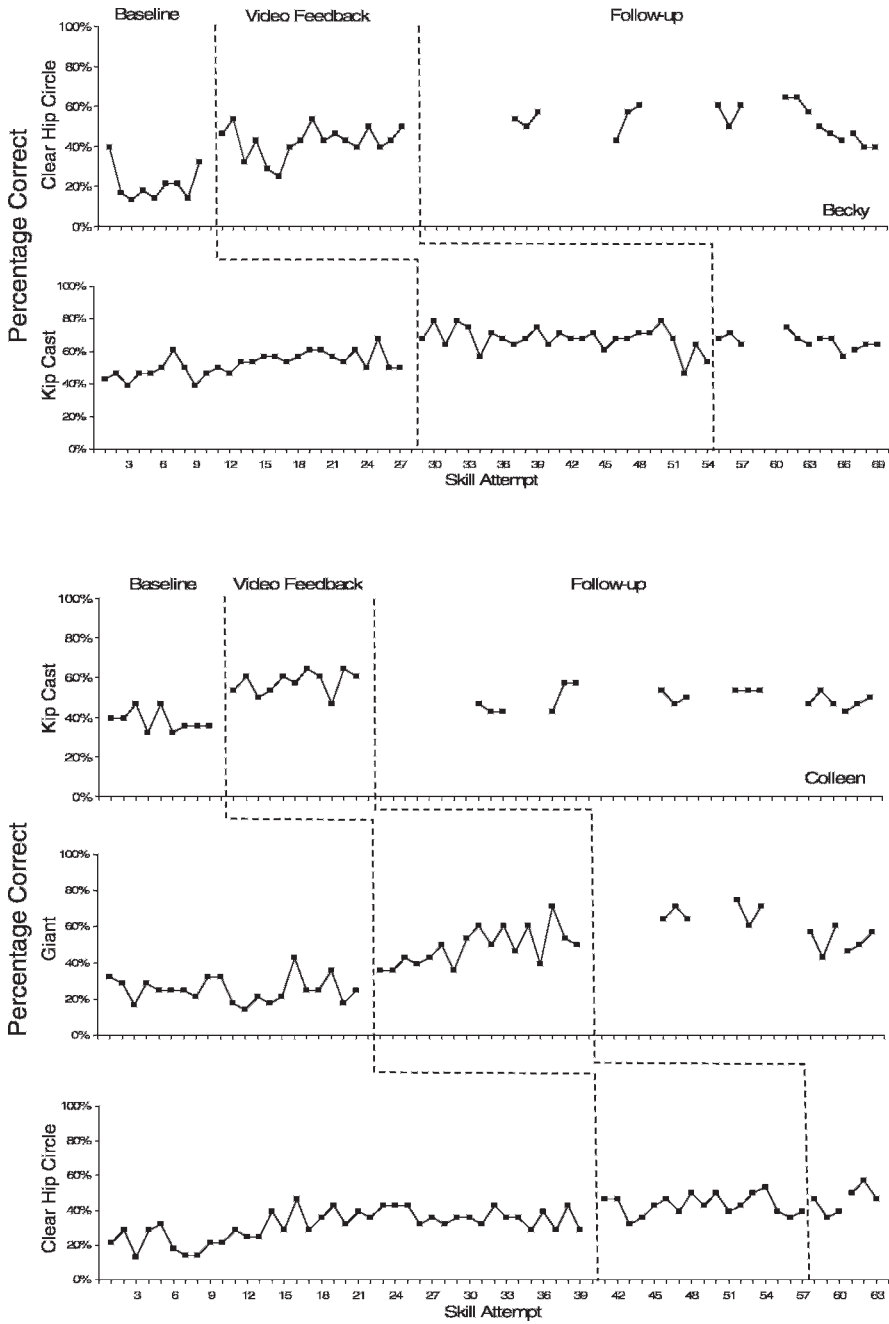 Baseline Video Feedback Follow-up
100%
80%
60%
40%
20%
0%
Clear Hip Circle
Becky
Percentage Correct
100%
80%
60%
40%
20%
0%
Kip Cast
3 6 9 12 15 18 21 24 27 30 33 36 39 42 45 48 51 54 57 60 63 66 69
Skill Attempt
Baseline Video Feedback Follow-up
100%
80%
60%
40%
20%
0%
Kip Cast
Colleen
Percentage Correct
100%
80%
60%
40%
20%
0%
Giant
100%
80%
60%
40%
20%
0%
Clear Hip Circle
3 6 9 12 15 18 21 24 27 30 33 36 39 42 45 48 51 54 57 60 63
Skill Attempt